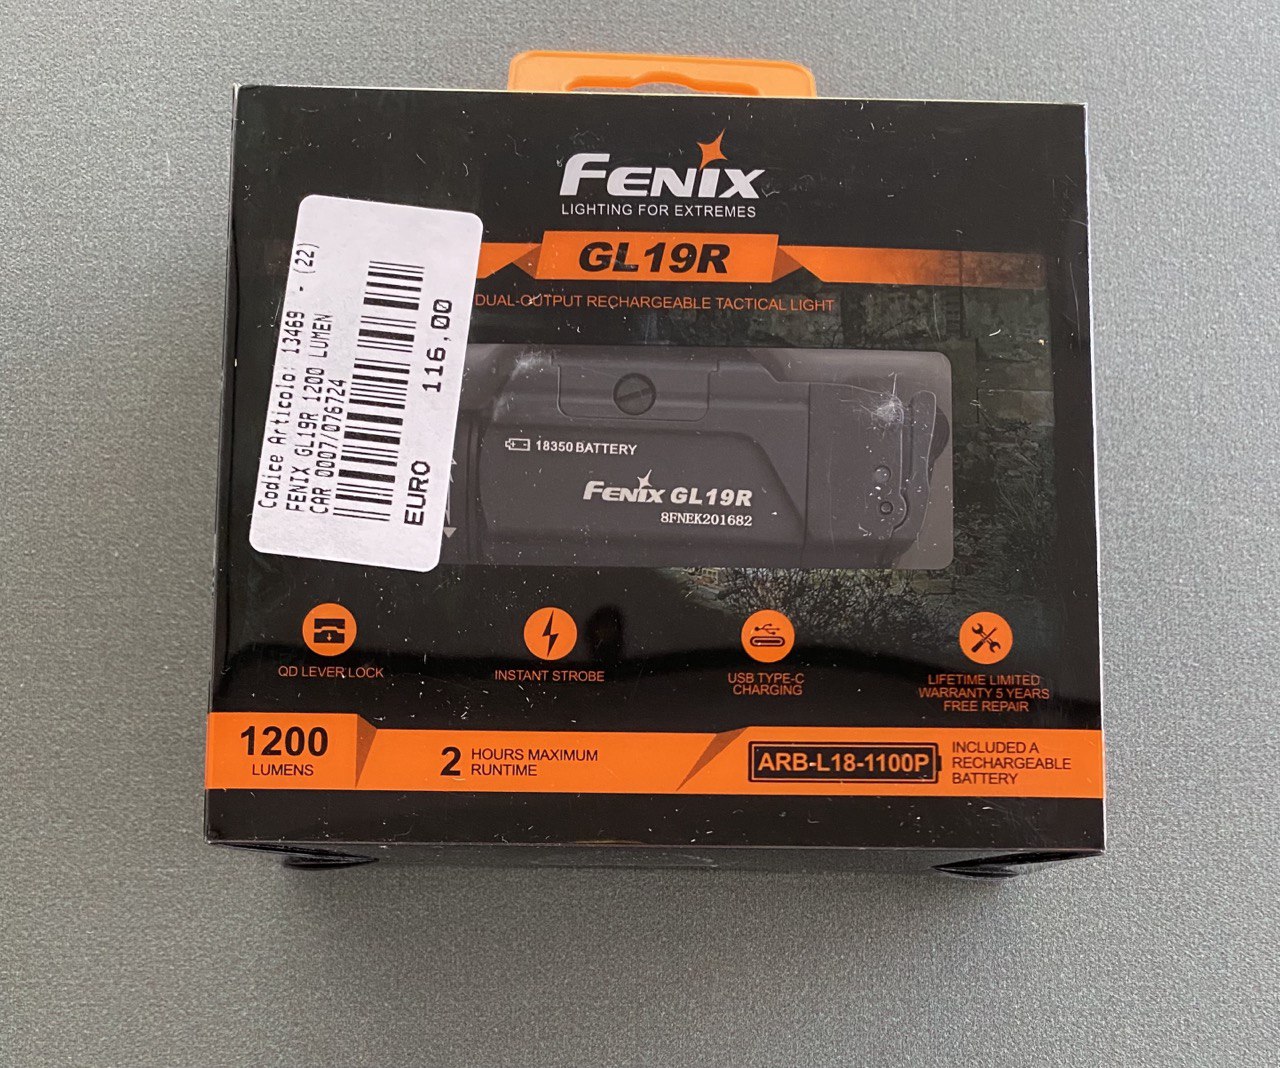 FENIX
LIGHTING FOR EXTREMES
GL19R
DUAL-OUTPUT RECHARGEABLE TACTICAL LIGHT
Codice Articolo: 13469 - (22)
FENIX GL19R 1200 LUMEN
CAR 0007/076724
EURO 116,00
18350 BATTERY
FENIX GL19R
8FNEK201682
QD LEVER LOCK
INSTANT STROBE
USB TYPE-C
CHARGING
LIFETIME LIMITED
WARRANTY 5 YEARS
FREE REPAIR
1200
LUMENS
2 HOURS MAXIMUM
RUNTIME
ARB-L18-1100P
INCLUDED A
RECHARGEABLE
BATTERY